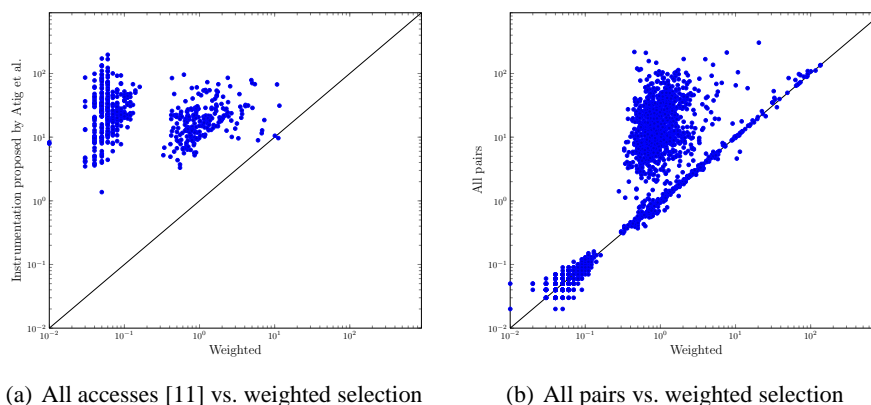 Instrumentation proposed by Atig et al.
10^2
10^1
10^0
10^-1
10^-2
10^-2 10^-1 10^0 10^1 10^2
Weighted
All pairs
10^2
10^1
10^0
10^-1
10^-2
10^-2 10^-1 10^0 10^1 10^2
Weighted
(a) All accesses [11] vs. weighted selection
(b) All pairs vs. weighted selection